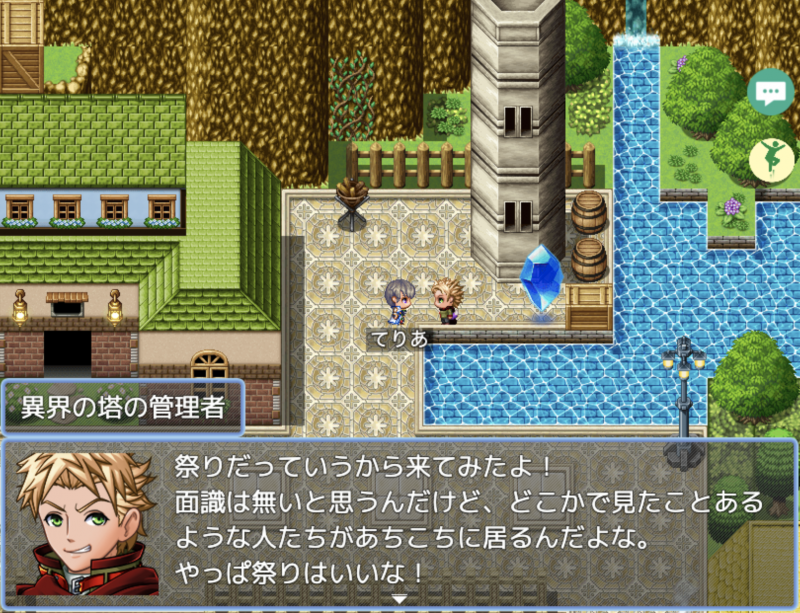 てりあ
異界の塔の管理者
祭りだっていうから来てみたよ！
面識は無いと思うんだけど、どこかで見たことある
ような人たちがあちこちに居るんだよな。
やっぱ祭りはいいな！